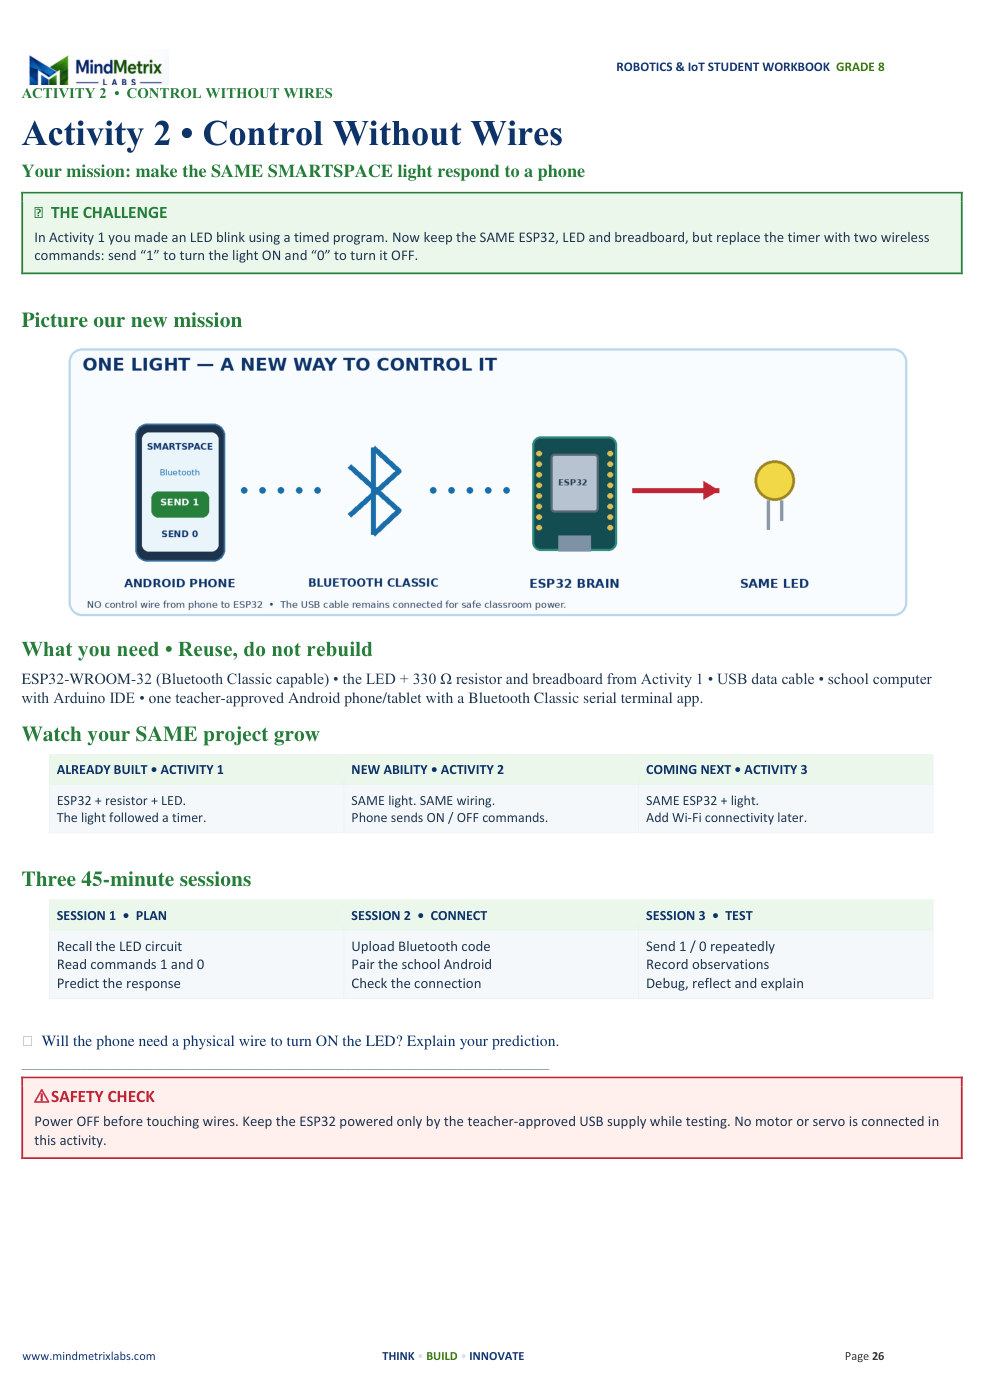 MindMetrix
LABS
ROBOTICS & IoT STUDENT WORKBOOK GRADE 8
ACTIVITY 2 • CONTROL WITHOUT WIRES
Activity 2 • Control Without Wires
Your mission: make the SAME SMARTSPACE light respond to a phone
THE CHALLENGE
In Activity 1 you made an LED blink using a timed program. Now keep the SAME ESP32, LED and breadboard, but replace the timer with two wireless
commands: send “1” to turn the light ON and “0” to turn it OFF.
Picture our new mission
ONE LIGHT — A NEW WAY TO CONTROL IT
SMARTSPACE
Bluetooth
SEND 1
SEND 0
ESP32
ANDROID PHONE
BLUETOOTH CLASSIC
ESP32 BRAIN
SAME LED
NO control wire from phone to ESP32 • The USB cable remains connected for safe classroom power.
What you need • Reuse, do not rebuild
ESP32-WROOM-32 (Bluetooth Classic capable) • the LED + 330 Ω resistor and breadboard from Activity 1 • USB data cable • school computer
with Arduino IDE • one teacher-approved Android phone/tablet with a Bluetooth Classic serial terminal app.
Watch your SAME project grow
ALREADY BUILT • ACTIVITY 1
NEW ABILITY • ACTIVITY 2
COMING NEXT • ACTIVITY 3
ESP32 + resistor + LED.
The light followed a timer.
SAME light. SAME wiring.
Phone sends ON / OFF commands.
SAME ESP32 + light.
Add Wi-Fi connectivity later.
Three 45-minute sessions
SESSION 1 • PLAN
SESSION 2 • CONNECT
SESSION 3 • TEST
Recall the LED circuit
Read commands 1 and 0
Predict the response
Upload Bluetooth code
Pair the school Android
Check the connection
Send 1 / 0 repeatedly
Record observations
Debug, reflect and explain
Will the phone need a physical wire to turn ON the LED? Explain your prediction.
⚠SAFETY CHECK
Power OFF before touching wires. Keep the ESP32 powered only by the teacher-approved USB supply while testing. No motor or servo is connected in
this activity.
www.mindmetrixlabs.com
THINK • BUILD • INNOVATE
Page 26